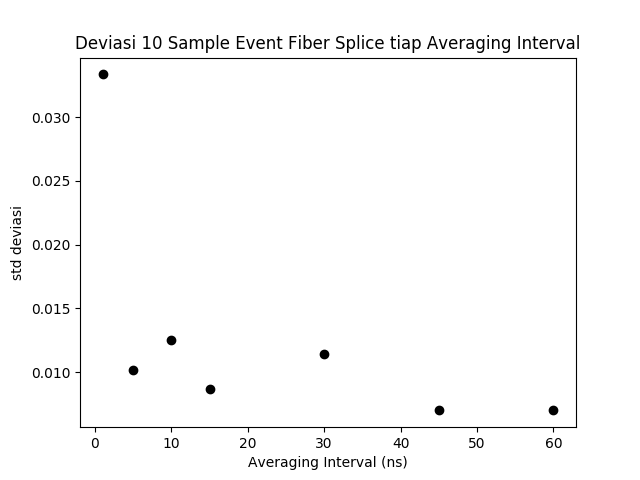 Deviasi 10 Sample Event Fiber Splice tiap Averaging Interval
0.030
0.025
0.020
0.015
0.010
std deviasi
0 10 20 30 40 50 60
Averaging Interval (ns)